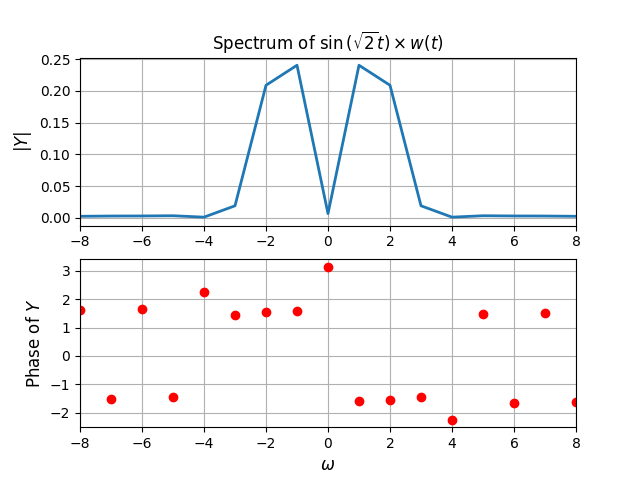 Spectrum of sin (√2t) × w(t)
0.25
0.20
0.15
0.10
0.05
0.00
|Y|
−8 −6 −4 −2 0 2 4 6 8
3
2
1
0
−1
−2
Phase of Y
−8 −6 −4 −2 0 2 4 6 8
ω